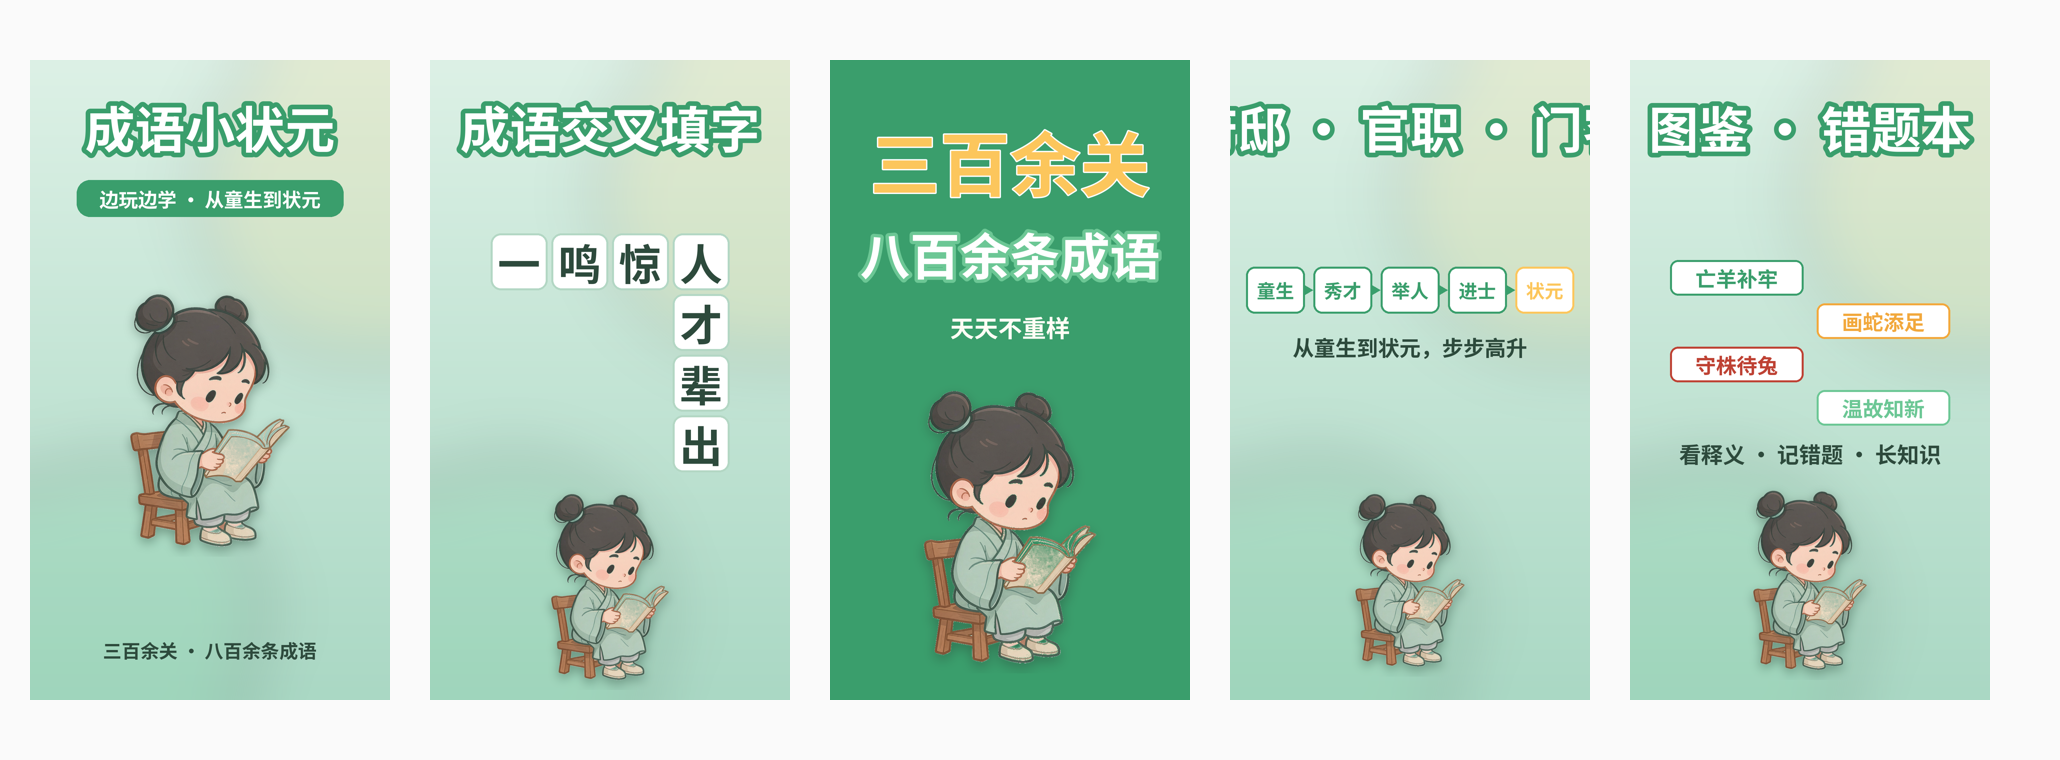 成语小状元
边玩边学 · 从童生到状元
三百余关 · 八百余条成语
成语交叉填字
一鸣惊人
才
辈
出
三百余关
八百余条成语
天天不重样
邸 · 官职 · 门
童生 秀才 举人 进士 状元
从童生到状元，步步高升
图鉴 · 错题本
亡羊补牢
画蛇添足
守株待兔
温故知新
看释义 · 记错题 · 长知识